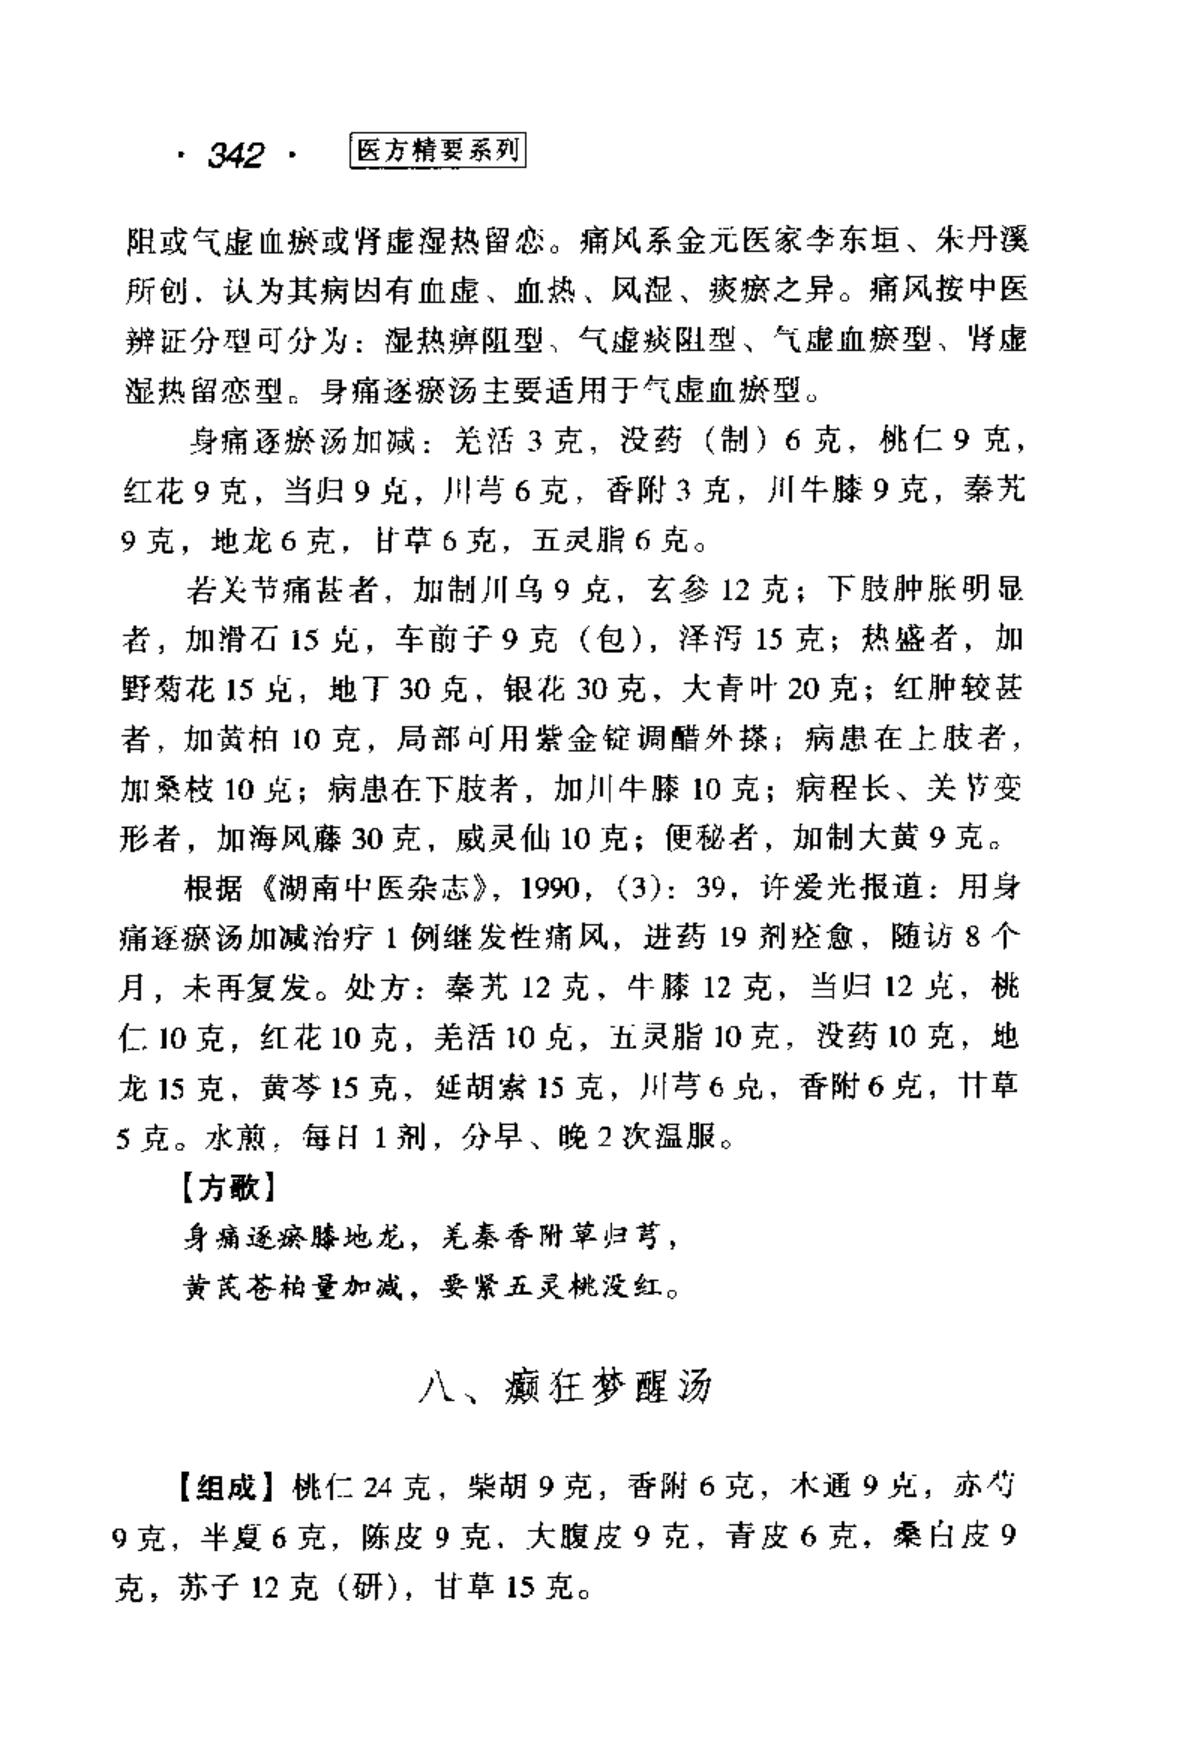 · 342 · 医方精要系列
阻或气虚血瘀或肾虚湿热留恋。痛风系金元医家李东垣、朱丹溪
所创，认为其病因有血虚、血热、风湿、痰瘀之异。痛风按中医
辨证分型可分为：湿热痹阻型、气虚痰阻型、气虚血瘀型、肾虚
湿热留恋型。身痛逐瘀汤主要适用于气虚血瘀型。
身痛逐瘀汤加减：羌活 3 克，没药（制）6 克，桃仁 9 克，
红花 9 克，当归 9 克，川芎 6 克，香附 3 克，川牛膝 9 克，秦艽
9 克，地龙 6 克，甘草 6 克，五灵脂 6 克。
若关节痛甚者，加制川乌 9 克，玄参 12 克；下肢肿胀明显
者，加滑石 15 克，车前子 9 克（包），泽泻 15 克；热盛者，加
野菊花 15 克，地丁 30 克，银花 30 克，大青叶 20 克；红肿较甚
者，加黄柏 10 克，局部可用紫金锭调醋外搽；病患在上肢者，
加桑枝 10 克；病患在下肢者，加川牛膝 10 克；病程长、关节变
形者，加海风藤 30 克，威灵仙 10 克；便秘者，加制大黄 9 克。
根据《湖南中医杂志》，1990，（3）：39，许爱光报道：用身
痛逐瘀汤加减治疗 1 例继发性痛风，进药 19 剂痊愈，随访 8 个
月，未再复发。处方：秦艽 12 克，牛膝 12 克，当归 12 克，桃
仁 10 克，红花 10 克，羌活 10 克，五灵脂 10 克，没药 10 克，地
龙 15 克，黄芩 15 克，延胡索 15 克，川芎 6 克，香附 6 克，甘草
5 克。水煎，每日 1 剂，分早、晚 2 次温服。
【方歌】
身痛逐瘀膝地龙，羌秦香附草归芎，
黄芪苍柏量加减，要紧五灵桃没红。
八、癫狂梦醒汤
【组成】桃仁 24 克，柴胡 9 克，香附 6 克，木通 9 克，赤芍
9 克，半夏 6 克，陈皮 9 克，大腹皮 9 克，青皮 6 克，桑白皮 9
克，苏子 12 克（研），甘草 15 克。